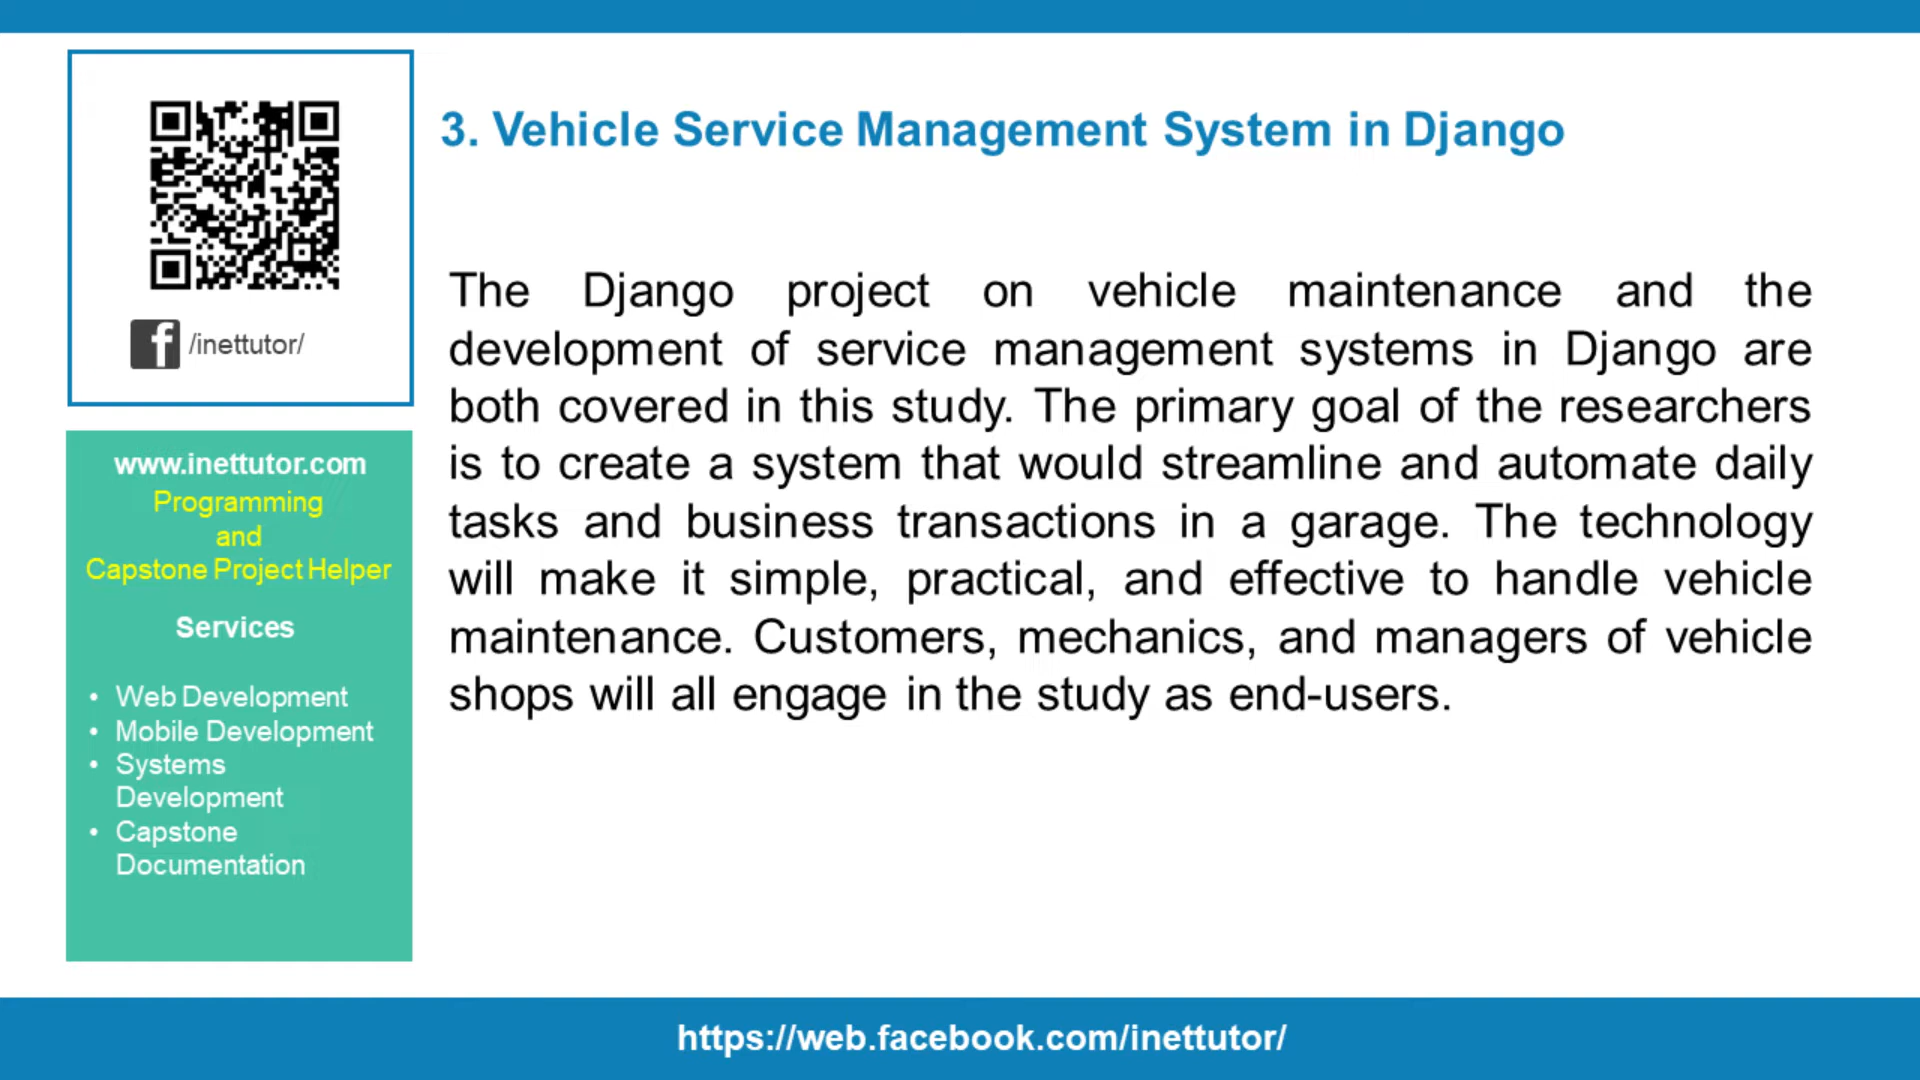 3. Vehicle Service Management System in Django
/inettutor/
www.inettutor.com
Programming
and
Capstone Project Helper
Services
• Web Development
• Mobile Development
• Systems
Development
• Capstone
Documentation
The Django project on vehicle maintenance and the
development of service management systems in Django are
both covered in this study. The primary goal of the researchers
is to create a system that would streamline and automate daily
tasks and business transactions in a garage. The technology
will make it simple, practical, and effective to handle vehicle
maintenance. Customers, mechanics, and managers of vehicle
shops will all engage in the study as end-users.
https://web.facebook.com/inettutor/